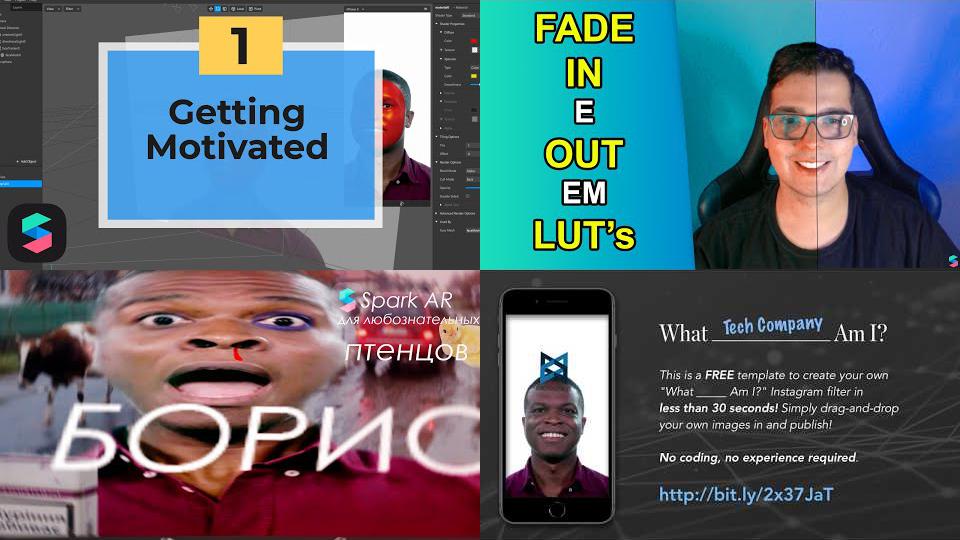 1
Getting
Motivated
Add Object
FADE
IN
E
OUT
EM
LUT's
Spark AR
для любознательных
птенцов
БОРИС
What Tech Company Am I?
This is a FREE template to create your own
"What _____ Am I?" Instagram filter in
less than 30 seconds! Simply drag-and-drop
your own images in and publish!
No coding, no experience required.
http://bit.ly/2x37JaT